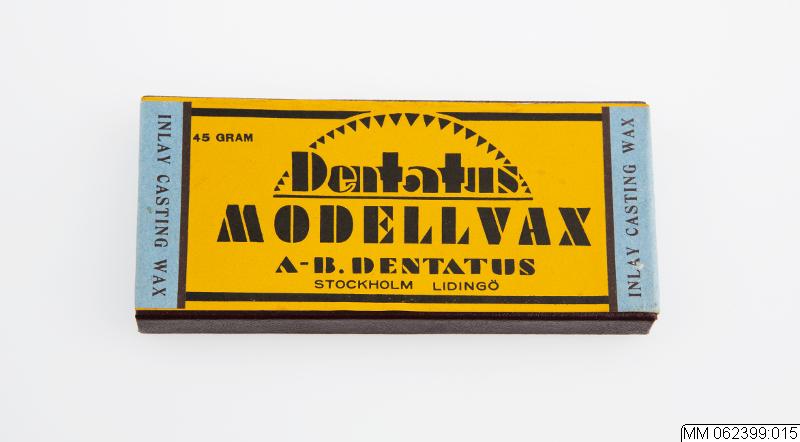 INLAY CASTING WAX
45 GRAM
Dentatus
MODELLVAX
A-B. DENTATUS
STOCKHOLM LIDINGÖ
INLAY CASTING WAX
MM 062399:015